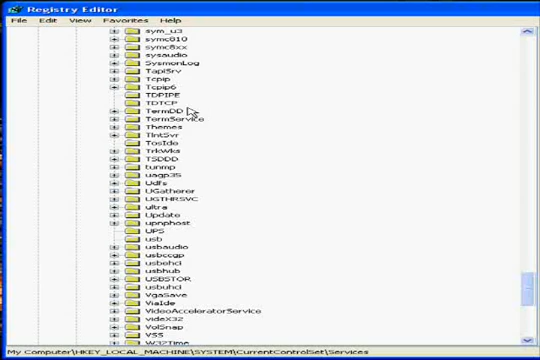 Registry Editor
File Edit View Favorites Help
sym_u3
symc810
symc8xx
sysaudio
SysmonLog
TapiSrv
Tcpip
Tcpip6
TDPIPE
TDTCP
TermDD
TermService
Themes
TlntSvr
TosIde
TrkWks
TSDDD
tunmp
uagp35
Udfs
UGatherer
UGTHRSVC
ultra
Update
upnphost
UPS
usb
usbaudio
usbccgp
usbehci
usbhub
USBSTOR
usbuhci
VgaSave
ViaIde
VideoAcceleratorService
videX32
VolSnap
VSS
W32Time
My Computer\HKEY_LOCAL_MACHINE\SYSTEM\CurrentControlSet\Services